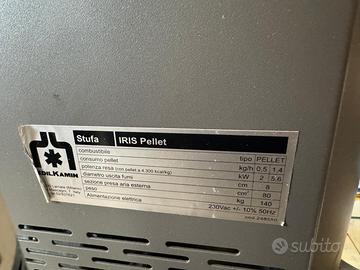 EDILKAMIN
Stufa IRIS Pellet
combustibile tipo PELLET
consumo pellet kg/h 0,5 1,4
potenza resa (con pellet a 4.300 kcal/kg) kW 2 5,6
diametro uscita fumi cm 8
sezione presa aria esterna cm² 80
peso kg 140
Alimentazione elettrica 230Vac +/- 10% 50Hz
subito